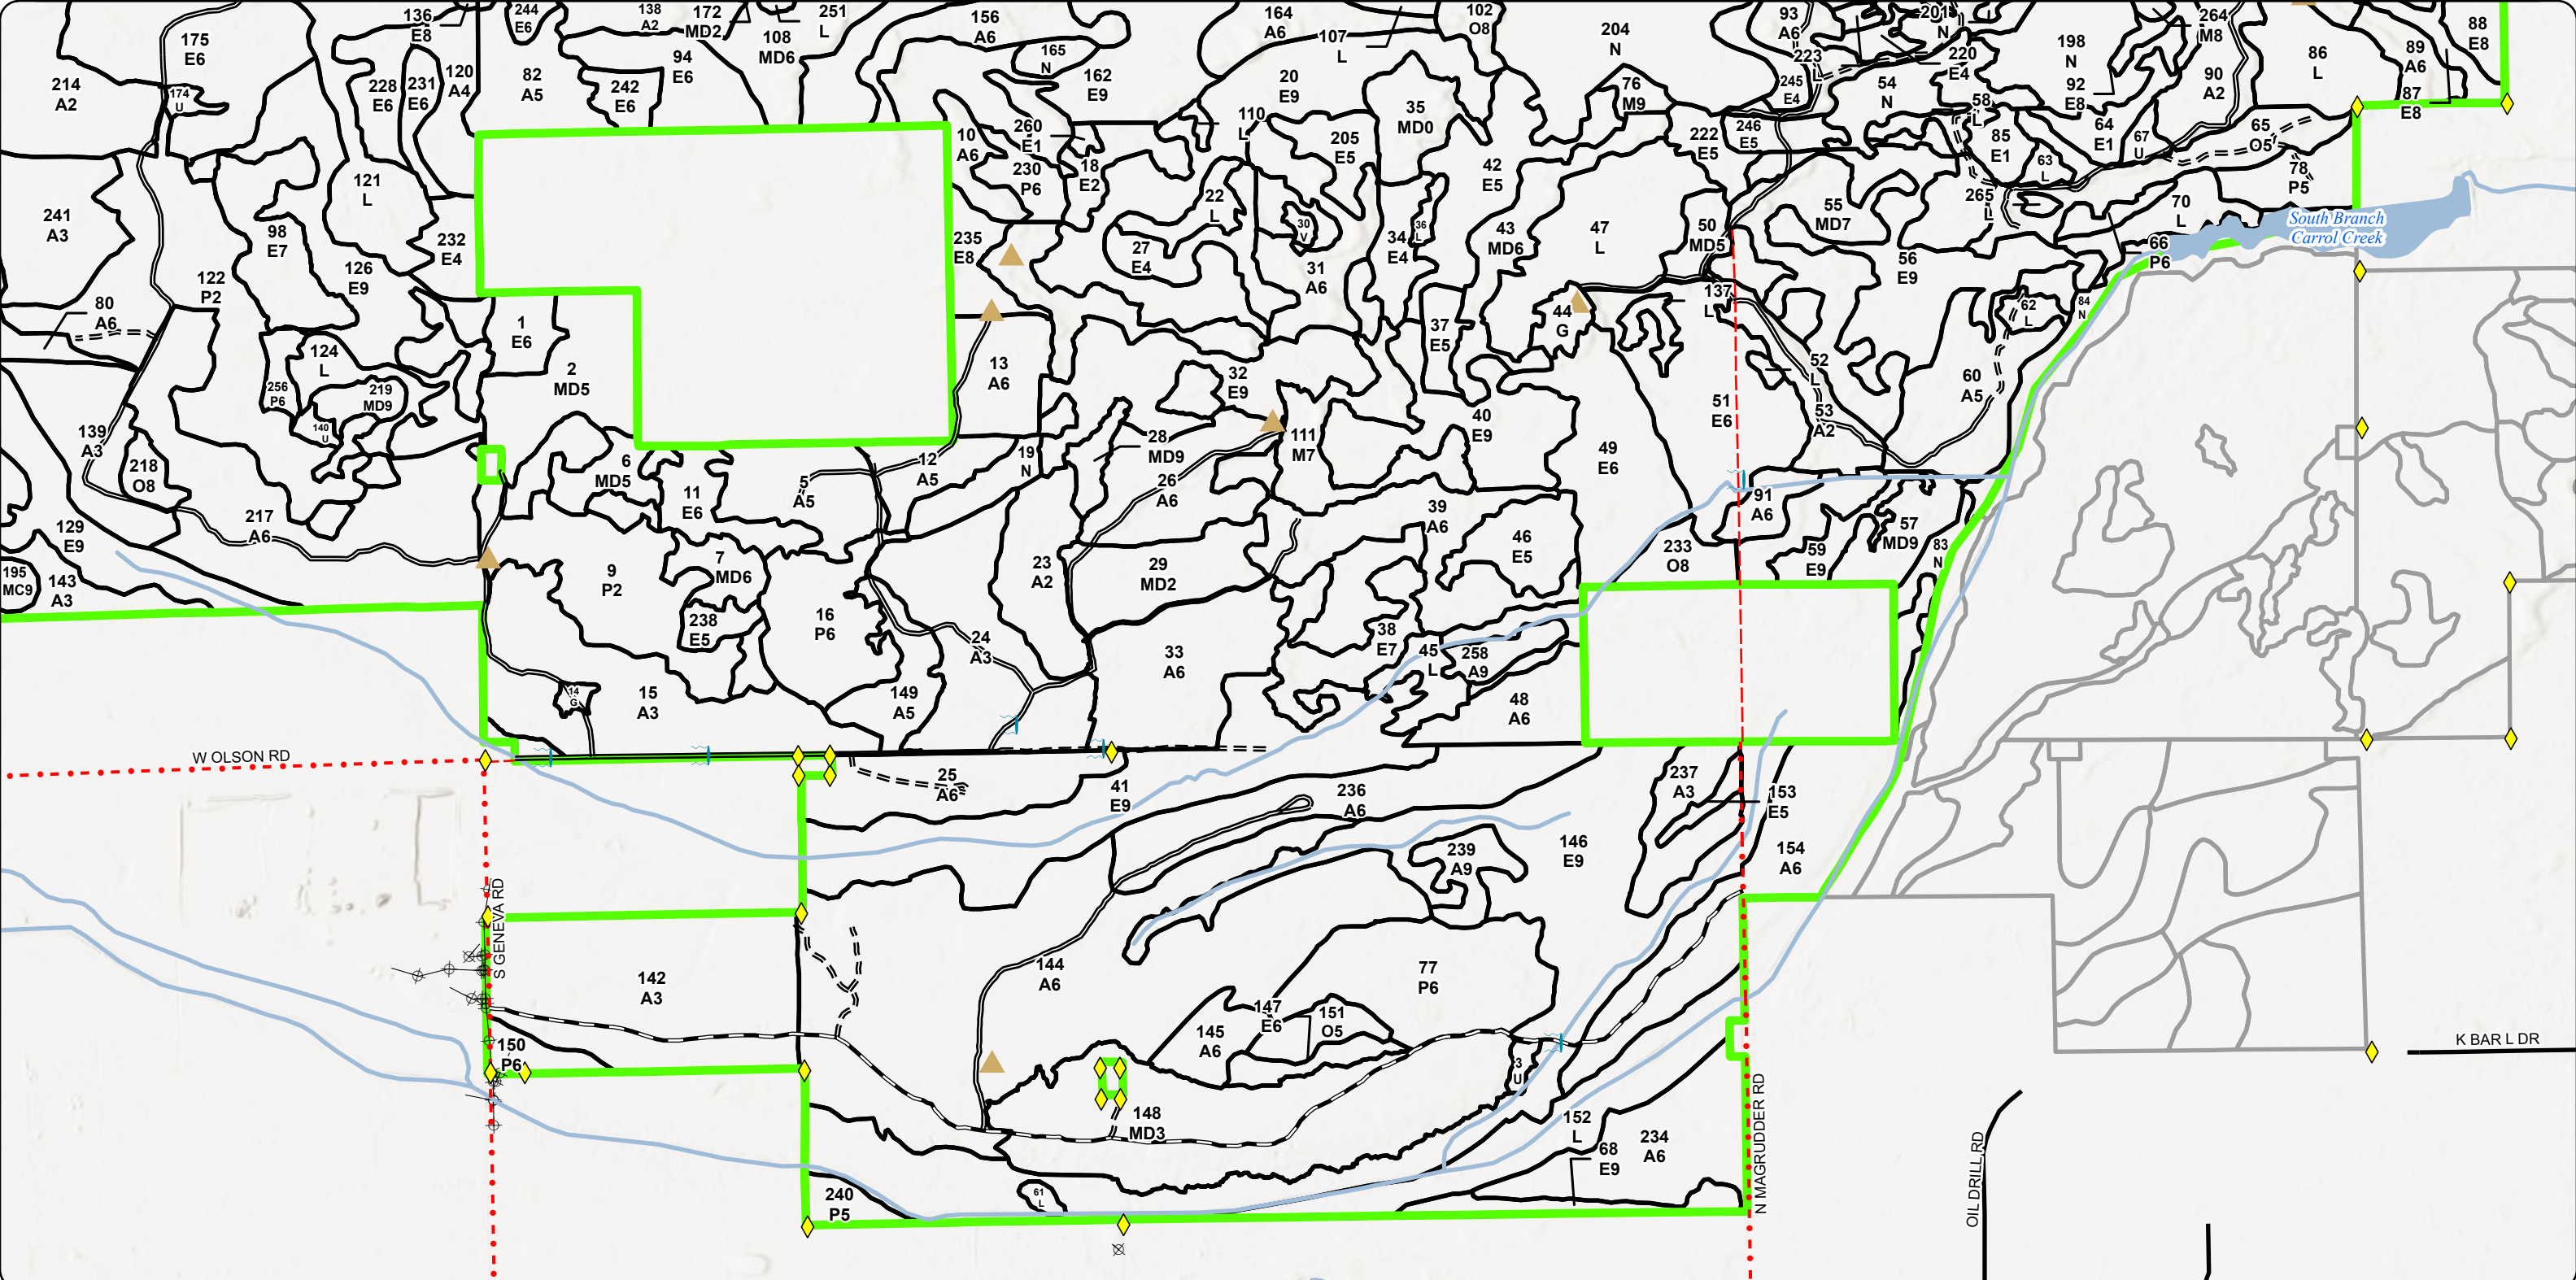 136
E8
244
E6
138
A2
172
MD2
251
L
156
A6
164
A6
102
O8
93
A6
201
N
264
M8
88
E8
175
E6
108
MD6
94
E6
165
N
107
L
204
N
223
L
220
E4
198
N
86
L
89
A6
214
A2
174
U
228
E6
231
E6
120
A4
82
A5
242
E6
162
E9
20
E9
35
MD0
76
M9
245
E4
54
N
92
E8
90
A2
87
E8
10
A6
260
E1
110
L
205
E5
222
E5
246
E5
58
L
85
E1
64
E1
67
U
65
O5
241
A3
121
L
230
P6
18
E2
22
L
42
E5
63
L
78
P5
98
E7
232
E4
235
E8
27
E4
30
V
34
E4
36
L
43
MD6
47
L
50
MD5
55
MD7
265
L
70
L
South Branch
Carrol Creek
66
P6
122
P2
126
E9
31
A6
56
E9
80
A6
1
E6
44
G
137
L
62
L
84
N
124
L
2
MD5
13
A6
37
E5
52
L
256
P6
219
MD9
32
E9
60
A5
140
U
40
E9
51
E6
53
A2
139
A3
218
O8
6
MD5
5
A5
12
A5
19
N
28
MD9
111
M7
49
E6
217
A6
11
E6
26
A6
39
A6
91
A6
129
E9
9
P2
7
MD6
23
A2
29
MD2
46
E5
233
O8
59
E9
57
MD9
83
N
195
MC9
143
A3
238
E5
16
P6
24
A3
33
A6
38
E7
45
L
258
A9
14
G
15
A3
149
A5
48
A6
W OLSON RD
25
A6
41
E9
236
A6
237
A3
153
E5
239
A9
146
E9
154
A6
S GENEVA RD
142
A3
144
A6
77
P6
147
E6
151
O5
145
A6
150
P6
3
U
K BAR L DR
148
MD3
152
L
68
E9
234
A6
N MAGRUDDER RD
OIL DRILL RD
240
P5
61
L